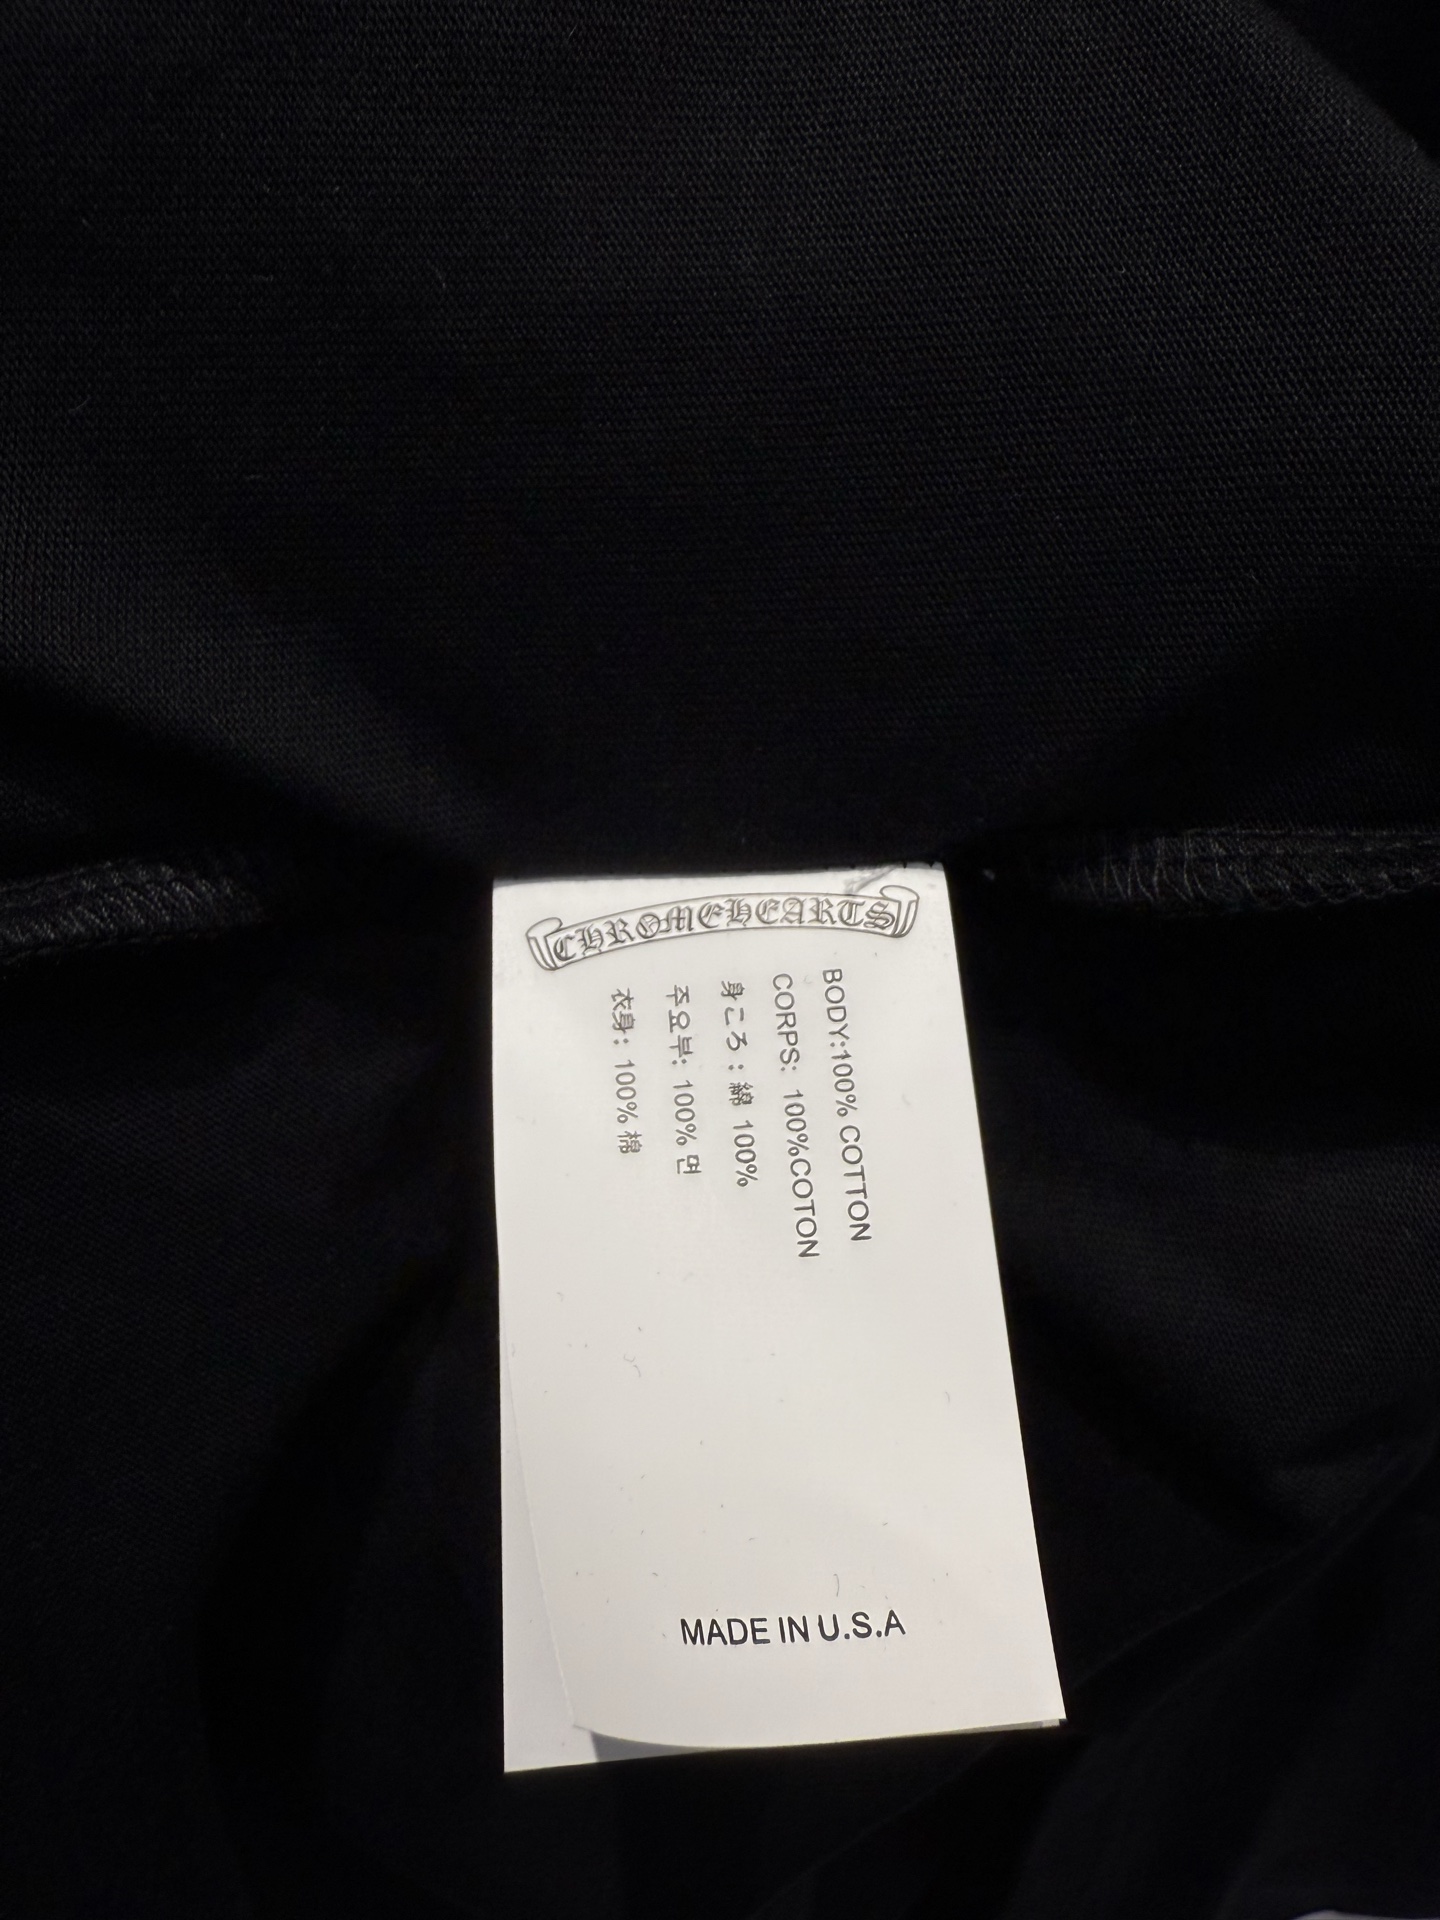 CHROMEHEARTS
BODY:100% COTTON
CORPS: 100%COTON
身ころ : 綿 100%
주요부: 100% 면
衣身: 100% 棉
MADE IN U.S.A